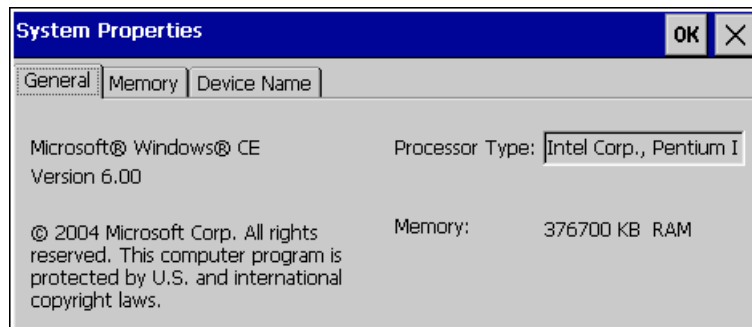 System Properties OK
General Memory Device Name
Microsoft® Windows® CE
Version 6.00
© 2004 Microsoft Corp. All rights
reserved. This computer program is
protected by U.S. and international
copyright laws.
Processor Type: Intel Corp., Pentium I
Memory: 376700 KB RAM